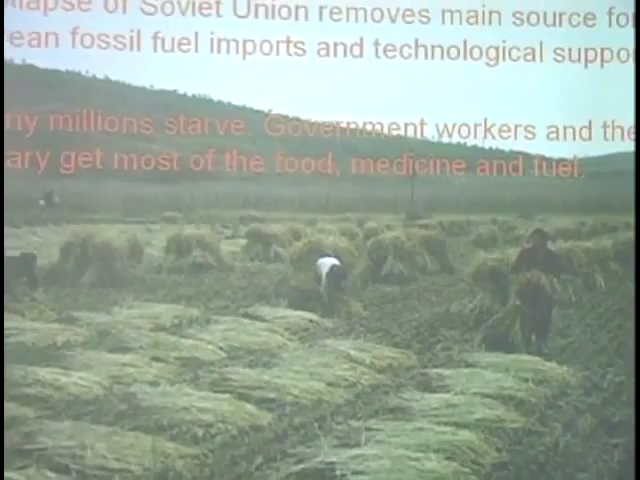 llapse of Soviet Union removes main source fo
ean fossil fuel imports and technological suppo
ny millions starve. Government workers and the
ary get most of the food, medicine and fuel.